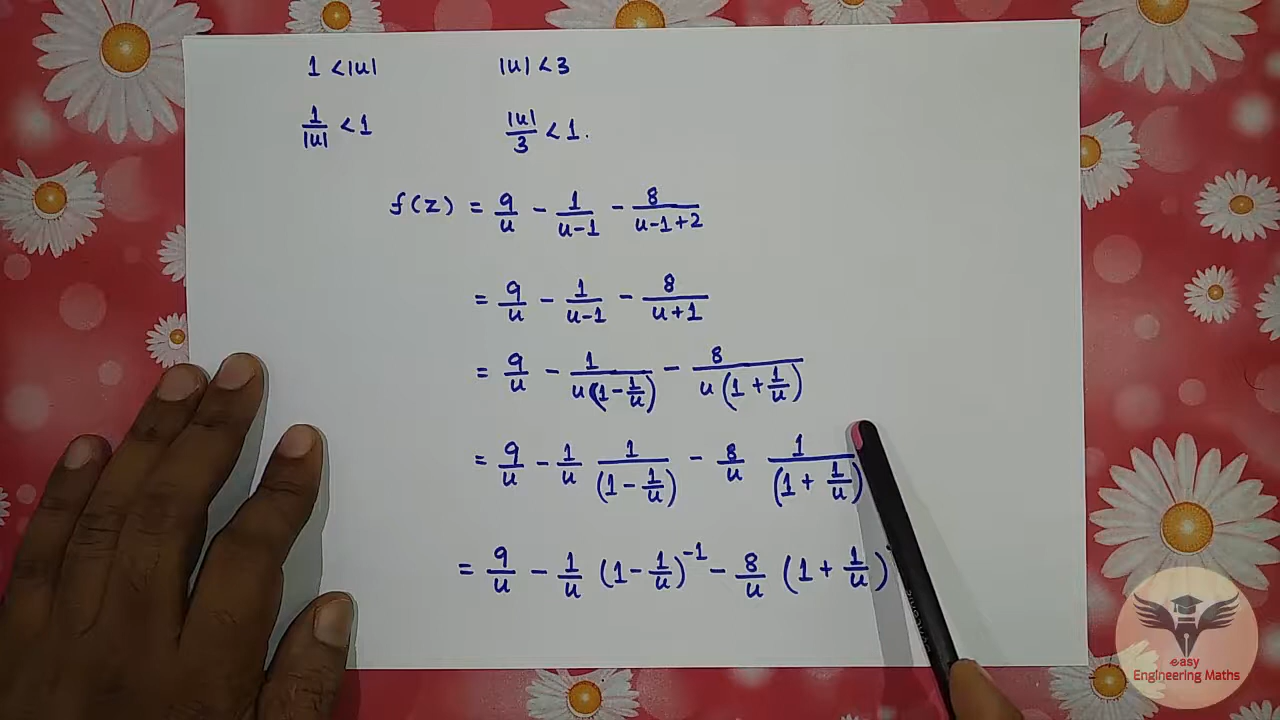 1 < |u| |u| < 3
1/|u| < 1 |u|/3 < 1.
f(z) = 9/u - 1/(u-1) - 8/(u-1+2)
= 9/u - 1/(u-1) - 8/(u+1)
= 9/u - 1/(u(1-1/u)) - 8/(u(1+1/u))
= 9/u - 1/u 1/(1-1/u) - 8/u 1/(1+1/u)
= 9/u - 1/u (1-1/u)^-1 - 8/u (1+1/u)
easy
Engineering Maths